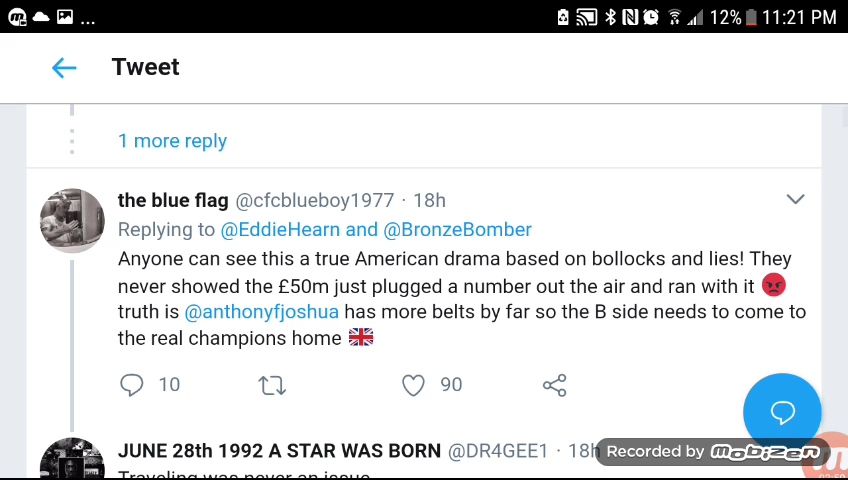 ... 12% 11:21 PM
Tweet
1 more reply
the blue flag @cfcblueboy1977 · 18h
Replying to @EddieHearn and @BronzeBomber
Anyone can see this a true American drama based on bollocks and lies! They
never showed the £50m just plugged a number out the air and ran with it 😡
truth is @anthonyfjoshua has more belts by far so the B side needs to come to
the real champions home 🇬🇧
10 90
JUNE 28th 1992 A STAR WAS BORN @DR4GEE1 · 18h
Recorded by mobizen
Traveling was never an issue